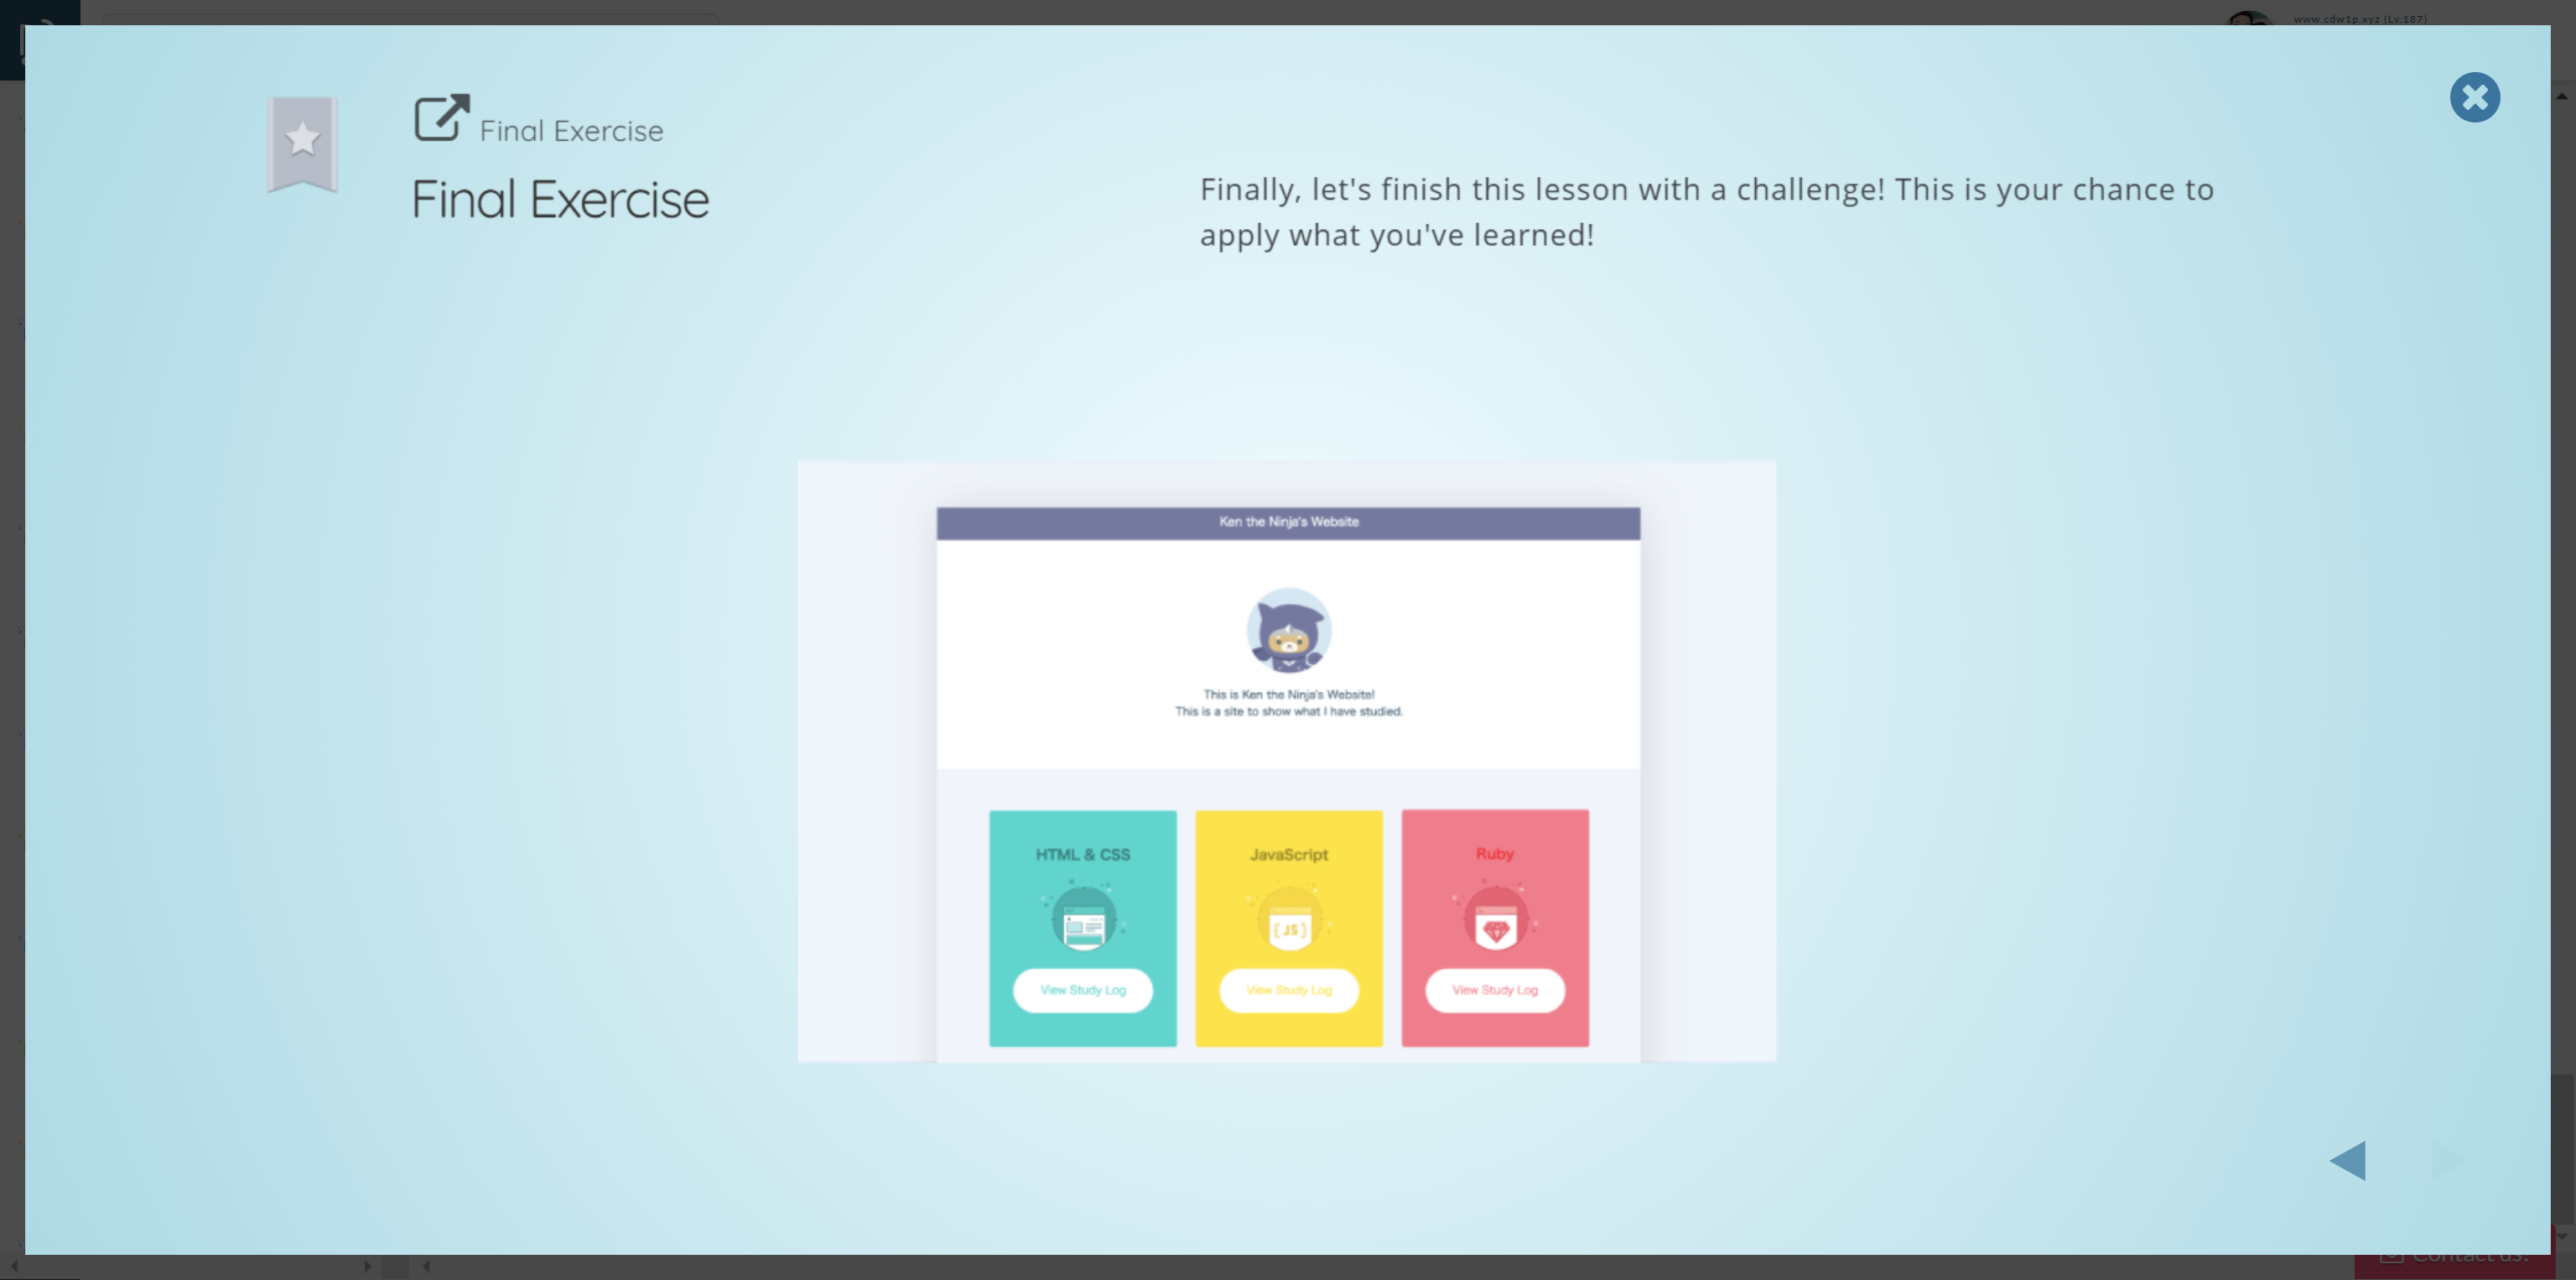 www.cdw1p.xyz (Lv.187)
Final Exercise
Final Exercise
Finally, let's finish this lesson with a challenge! This is your chance to
apply what you've learned!
Ken the Ninja's Website
This is Ken the Ninja's Website!
This is a site to show what I have studied.
HTML & CSS
JavaScript
Ruby
{ JS }
View Study Log
View Study Log
View Study Log
Contact us!